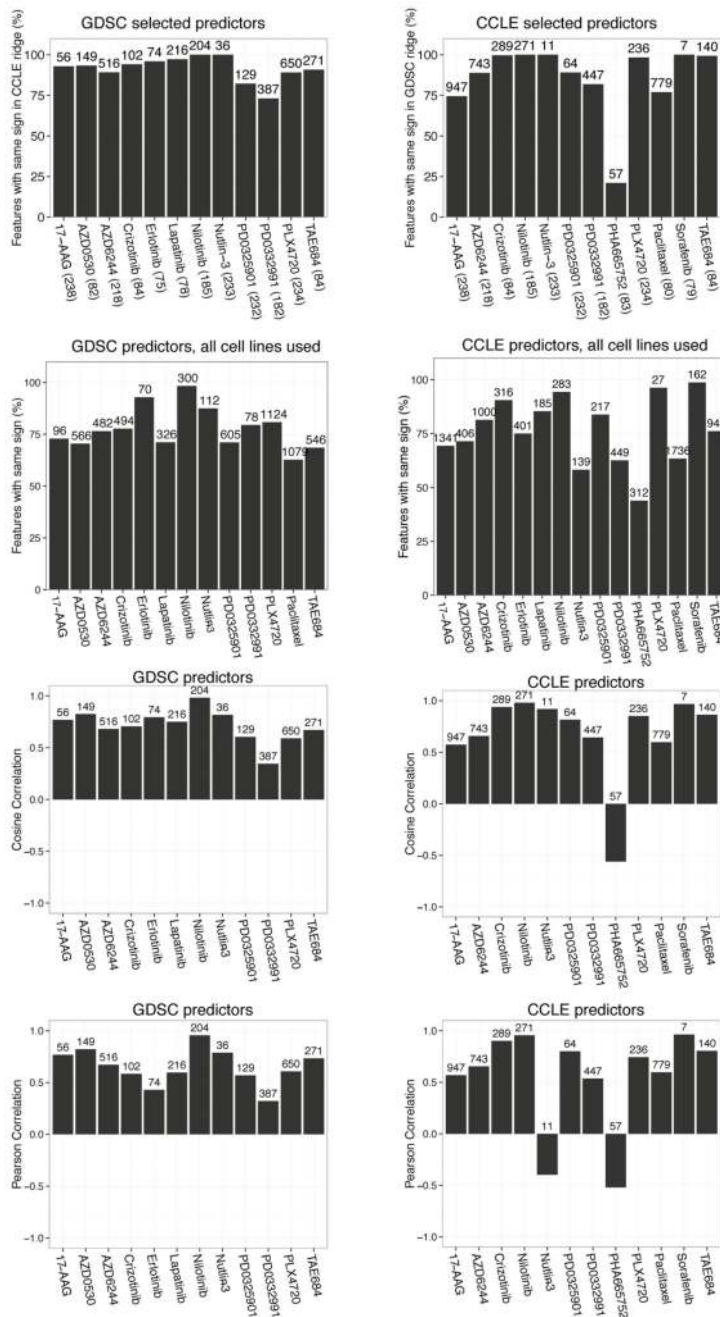 GDSC selected predictors
Features with same sign in CCLE ridge (%)
100
75
50
25
0
56 149 516 102 74 216 204 36 129 387 650 271
17−AAG (238)
AZD0530 (82)
AZD6244 (218)
Crizotinib (84)
Erlotinib (75)
Lapatinib (78)
Nilotinib (185)
Nutlin−3 (233)
PD0325901 (232)
PD0332991 (182)
PLX4720 (234)
TAE684 (84)
CCLE selected predictors
Features with same sign in GDSC ridge (%)
100
75
50
25
0
947 743 289 271 11 64 447 57 236 779 7 140
17−AAG (238)
AZD6244 (218)
Crizotinib (84)
Nilotinib (185)
Nutlin−3 (233)
PD0325901 (232)
PD0332991 (182)
PHA665752 (83)
PLX4720 (234)
Paclitaxel (80)
Sorafenib (79)
TAE684 (84)
GDSC predictors, all cell lines used
Features with same sign (%)
100
75
50
25
0
96 566 482 494 70 326 300 112 605 78 1124 1079 546
17−AAG
AZD0530
AZD6244
Crizotinib
Erlotinib
Lapatinib
Nilotinib
Nutlin3
PD0325901
PD0332991
PLX4720
Paclitaxel
TAE684
CCLE predictors, all cell lines used
Features with same sign (%)
100
75
50
25
0
1341 406 1000 316 401 185 283 139 217 449 312 27 1736 162 94
17−AAG
AZD0530
AZD6244
Crizotinib
Erlotinib
Lapatinib
Nilotinib
Nutlin3
PD0325901
PD0332991
PHA665752
PLX4720
Paclitaxel
Sorafenib
TAE684
GDSC predictors
Cosine Correlation
1.0
0.5
0.0
−0.5
−1.0
56 149 516 102 74 216 204 36 129 387 650 271
17−AAG
AZD0530
AZD6244
Crizotinib
Erlotinib
Lapatinib
Nilotinib
Nutlin3
PD0325901
PD0332991
PLX4720
TAE684
CCLE predictors
Cosine Correlation
1.0
0.5
0.0
−0.5
−1.0
947 743 289 271 11 64 447 57 236 779 7 140
17−AAG
AZD6244
Crizotinib
Nilotinib
Nutlin3
PD0325901
PD0332991
PHA665752
PLX4720
Paclitaxel
Sorafenib
TAE684
GDSC predictors
Pearson Correlation
1.0
0.5
0.0
−0.5
−1.0
56 149 516 102 74 216 204 36 129 387 650 271
17−AAG
AZD0530
AZD6244
Crizotinib
Erlotinib
Lapatinib
Nilotinib
Nutlin3
PD0325901
PD0332991
PLX4720
TAE684
CCLE predictors
Pearson Correlation
1.0
0.5
0.0
−0.5
−1.0
947 743 289 271 11 64 447 57 236 779 7 140
17−AAG
AZD6244
Crizotinib
Nilotinib
Nutlin3
PD0325901
PD0332991
PHA665752
PLX4720
Paclitaxel
Sorafenib
TAE684